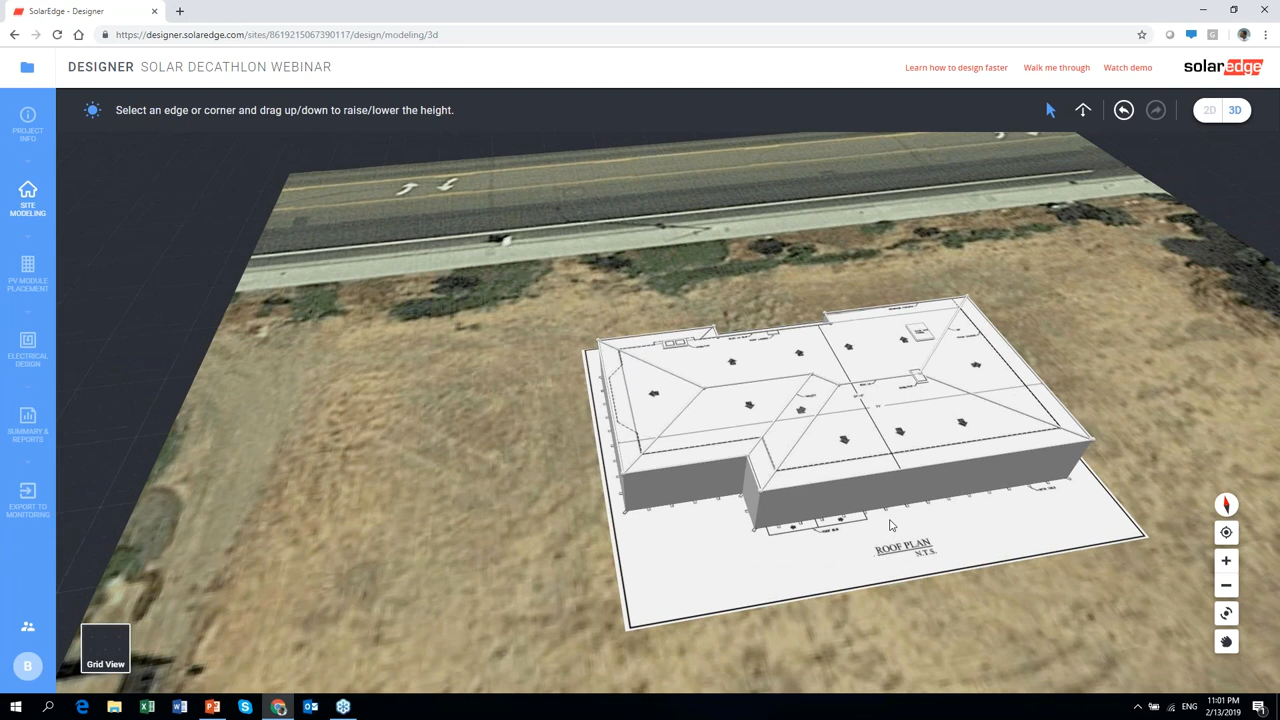 SolarEdge - Designer
https://designer.solaredge.com/sites/8619215067390117/design/modeling/3d
DESIGNER SOLAR DECATHLON WEBINAR
Learn how to design faster
Walk me through
Watch demo
solaredge
Select an edge or corner and drag up/down to raise/lower the height.
2D
3D
PROJECT
INFO
SITE
MODELING
PV MODULE
PLACEMENT
ELECTRICAL
DESIGN
SUMMARY &
REPORTS
EXPORT TO
MONITORING
B
ROOF PLAN
N.T.S.
Grid View
ENG
11:01 PM
2/13/2019